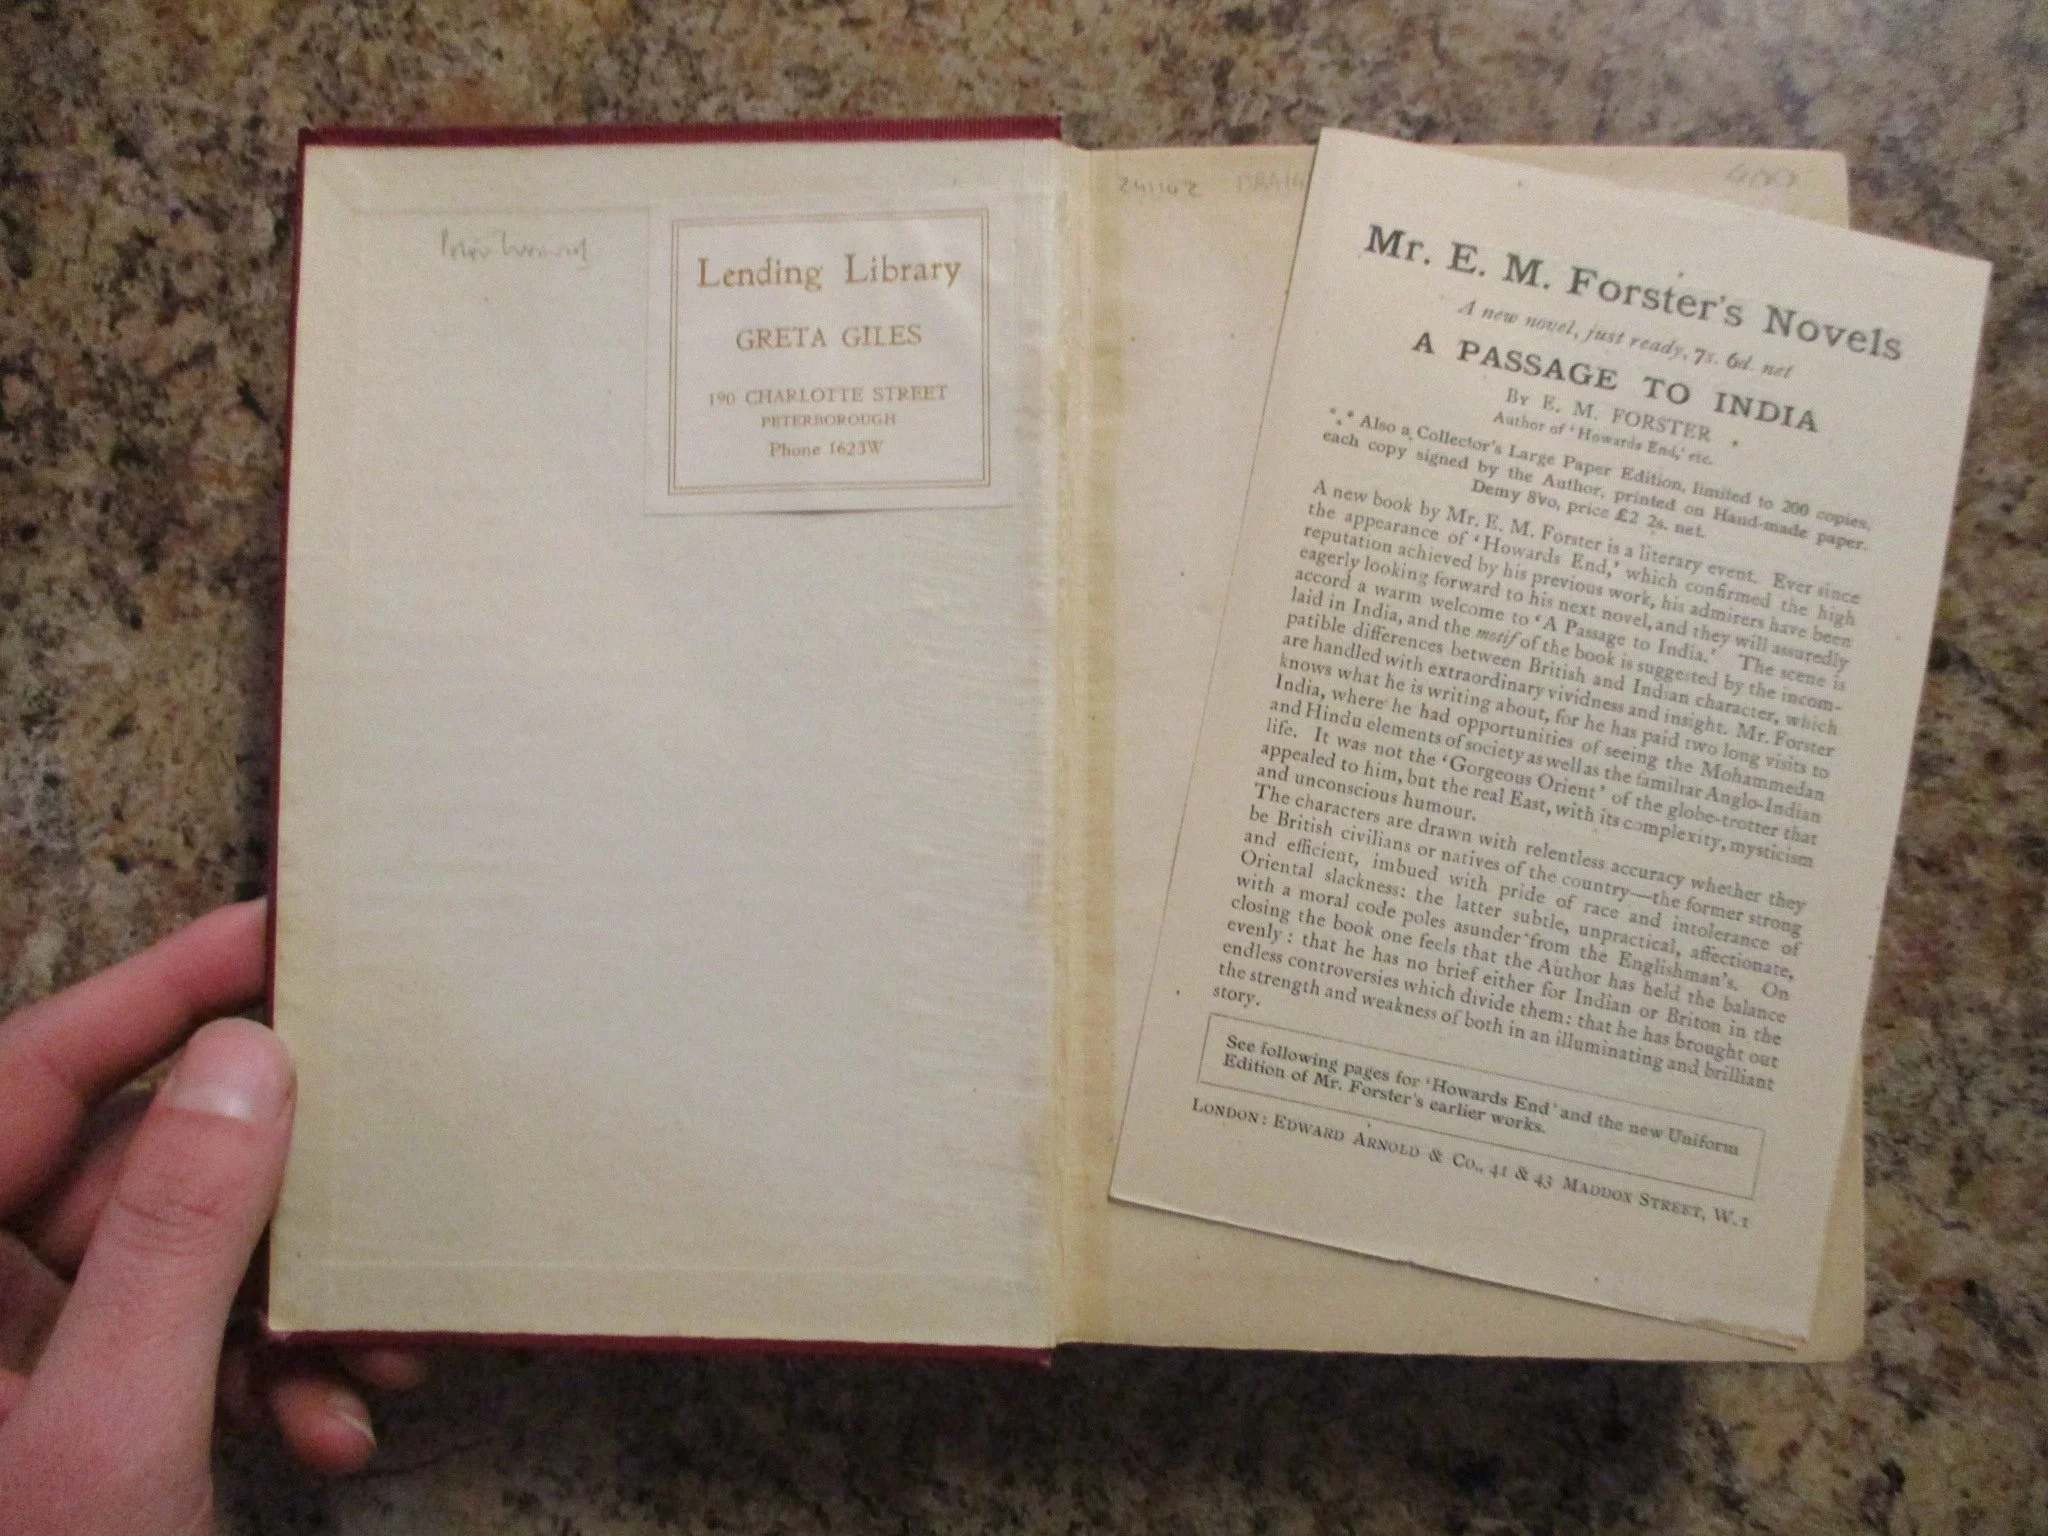 Lending Library
GRETA GILES
190 CHARLOTTE STREET
PETERBOROUGH
Phone 1623W
241142
Mr. E. M. Forster's Novels
A new novel, just ready, 7s. 6d. net
A PASSAGE TO INDIA
By E. M. FORSTER
Author of 'Howards End,' etc.
*** Also a Collector's Large Paper Edition, limited to 200 copies,
each copy signed by the Author, printed on Hand-made paper.
Demy 8vo, price £2 2s. net.
A new book by Mr. E. M. Forster is a literary event. Ever since
the appearance of 'Howards End,' which confirmed the high
reputation achieved by his previous work, his admirers have been
eagerly looking forward to his next novel, and they will assuredly
accord a warm welcome to 'A Passage to India.' The scene is
laid in India, and the motif of the book is suggested by the incom-
patible differences between British and Indian character, which
are handled with extraordinary vividness and insight. Mr. Forster
knows what he is writing about, for he has paid two long visits to
India, where he had opportunities of seeing the Mohammedan
and Hindu elements of society as well as the familiar Anglo-Indian
life. It was not the 'Gorgeous Orient' of the globe-trotter that
appealed to him, but the real East, with its complexity, mysticism
and unconscious humour.
The characters are drawn with relentless accuracy whether they
be British civilians or natives of the country—the former strong
and efficient, imbued with pride of race and intolerance of
Oriental slackness: the latter subtle, unpractical, affectionate,
with a moral code poles asunder from the Englishman's. On
closing the book one feels that the Author has held the balance
evenly: that he has no brief either for Indian or Briton in the
endless controversies which divide them: that he has brought out
the strength and weakness of both in an illuminating and brilliant
story.
See following pages for 'Howards End' and the new Uniform
Edition of Mr. Forster's earlier works.
LONDON: EDWARD ARNOLD & CO., 41 & 43 MADDOX STREET, W.1